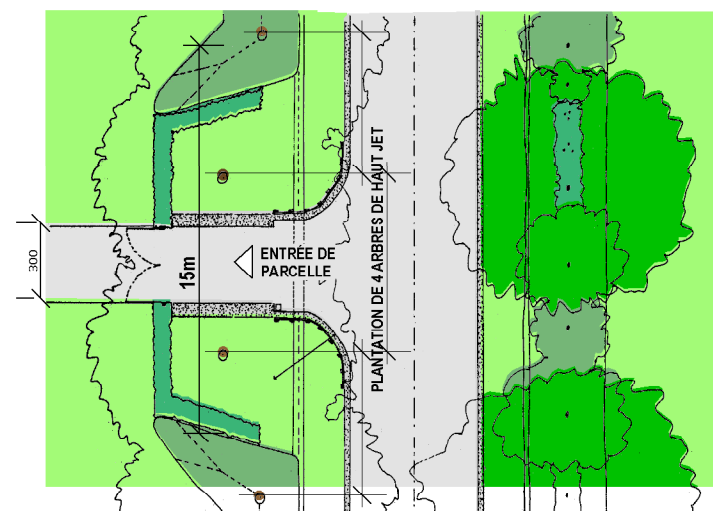 PLANTATION DE 4 ARBRES DE HAUT JET
ENTRÉE DE
PARCELLE
15m
300